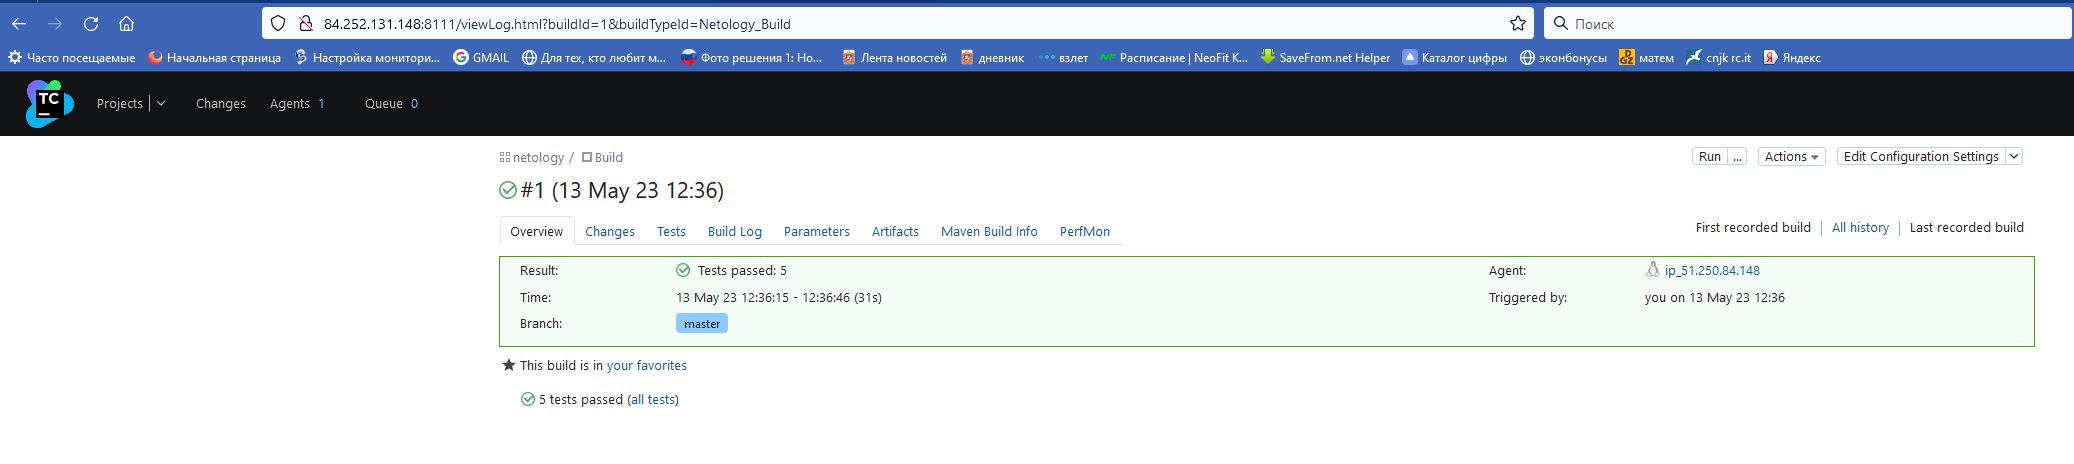 84.252.131.148:8111/viewLog.html?buildId=1&buildTypeId=Netology_Build Поиск
Часто посещаемые Начальная страница Настройка монитори... GMAIL Для тех, кто любит м... Фото решения 1: Но... Лента новостей дневник взлет Расписание | NeoFit К... SaveFrom.net Helper Каталог цифры эконбонусы матем cnjk rc.it Яндекс
TC Projects Changes Agents 1 Queue 0
netology / Build Run ... Actions Edit Configuration Settings
#1 (13 May 23 12:36)
Overview Changes Tests Build Log Parameters Artifacts Maven Build Info PerfMon First recorded build All history Last recorded build
Result: Tests passed: 5 Agent: ip_51.250.84.148
Time: 13 May 23 12:36:15 - 12:36:46 (31s) Triggered by: you on 13 May 23 12:36
Branch: master
This build is in your favorites
5 tests passed (all tests)